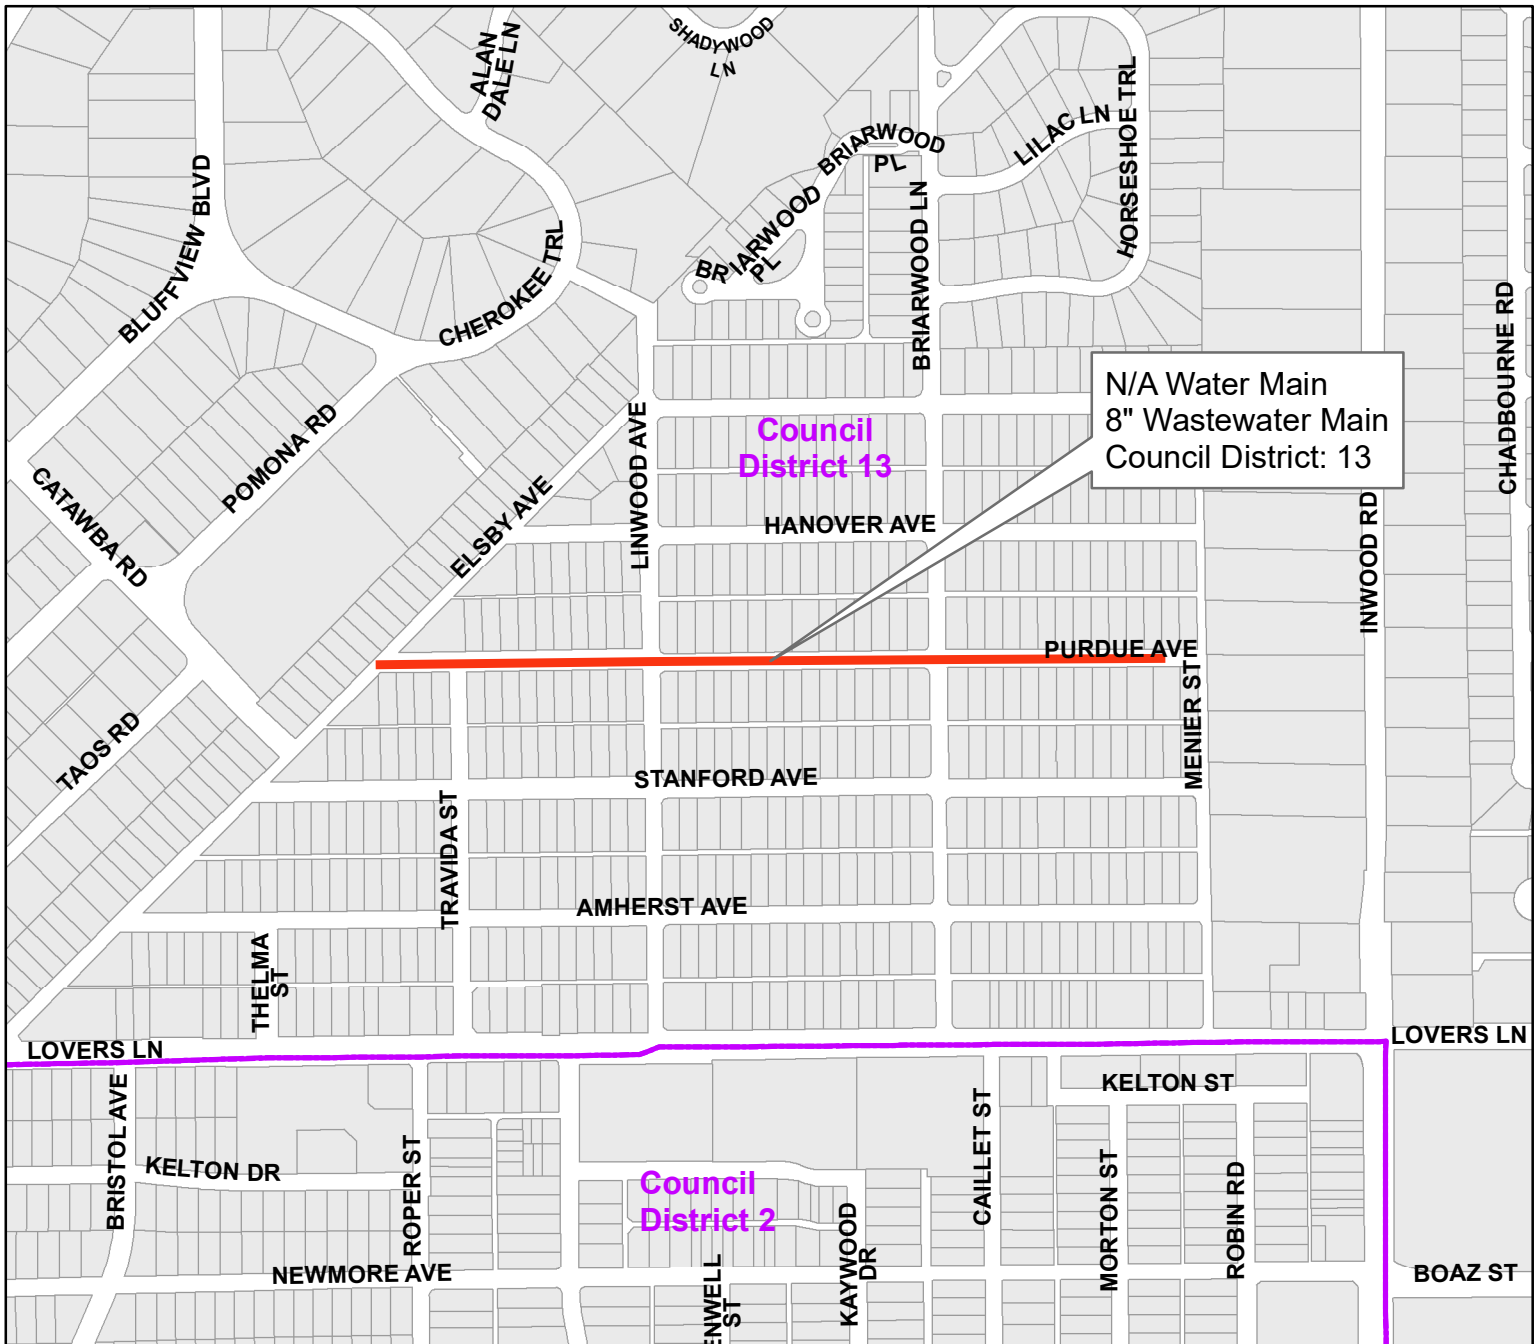 SHADYWOOD
LN
ALAN
DALE LN
BLUFFVIEW BLVD
CHEROKEE TRL
BRIARWOOD
PL
BRIARWOOD
PL
BRIARWOOD LN
LILAC LN
HORSESHOE TRL
CHADBOURNE RD
N/A Water Main
8" Wastewater Main
Council District: 13
Council
District 13
LINWOOD AVE
POMONA RD
CATAWBA RD
ELSBY AVE
HANOVER AVE
INWOOD RD
PURDUE AVE
MENIER ST
TAOS RD
STANFORD AVE
TRAVIDA ST
AMHERST AVE
THELMA
ST
LOVERS LN
LOVERS LN
BRISTOL AVE
KELTON DR
ROPER ST
NEWMORE AVE
Council
District 2
KELTON ST
CAILLET ST
MORTON ST
ROBIN RD
KAYWOOD
DR
ENWELL
ST
BOAZ ST